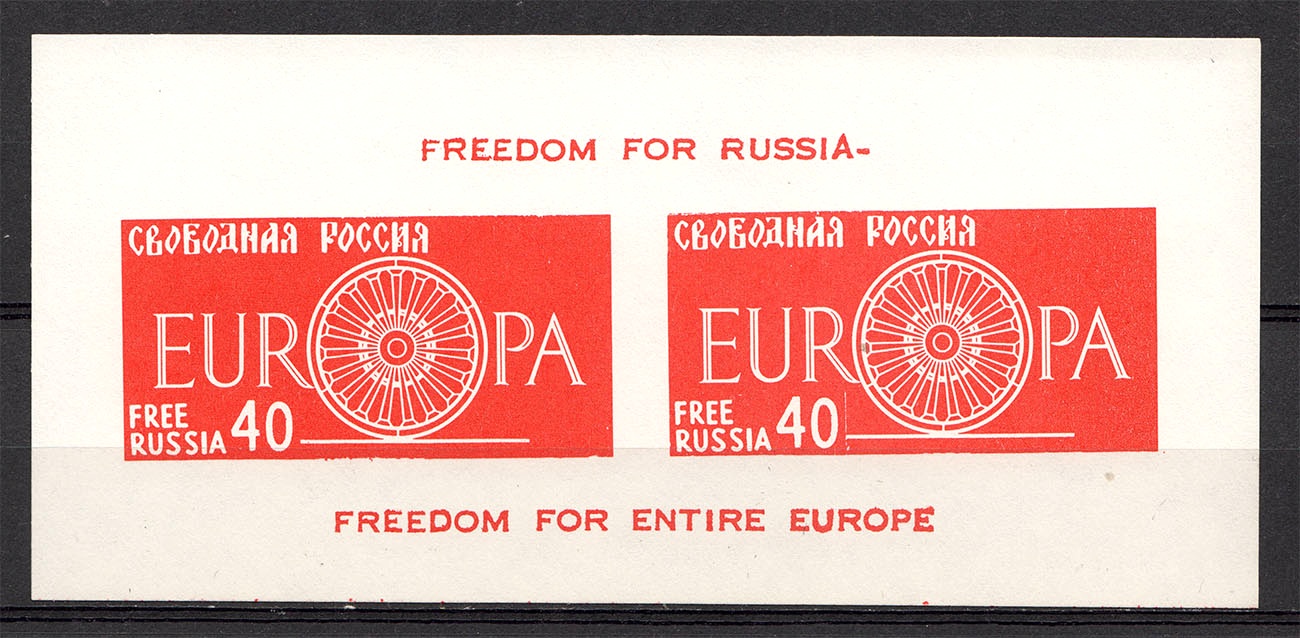 FREEDOM FOR RUSSIA-
СВОБОДНАЯ РОССИЯ
EUROPA
FREE
RUSSIA 40
СВОБОДНАЯ РОССИЯ
EUROPA
FREE
RUSSIA 40
FREEDOM FOR ENTIRE EUROPE